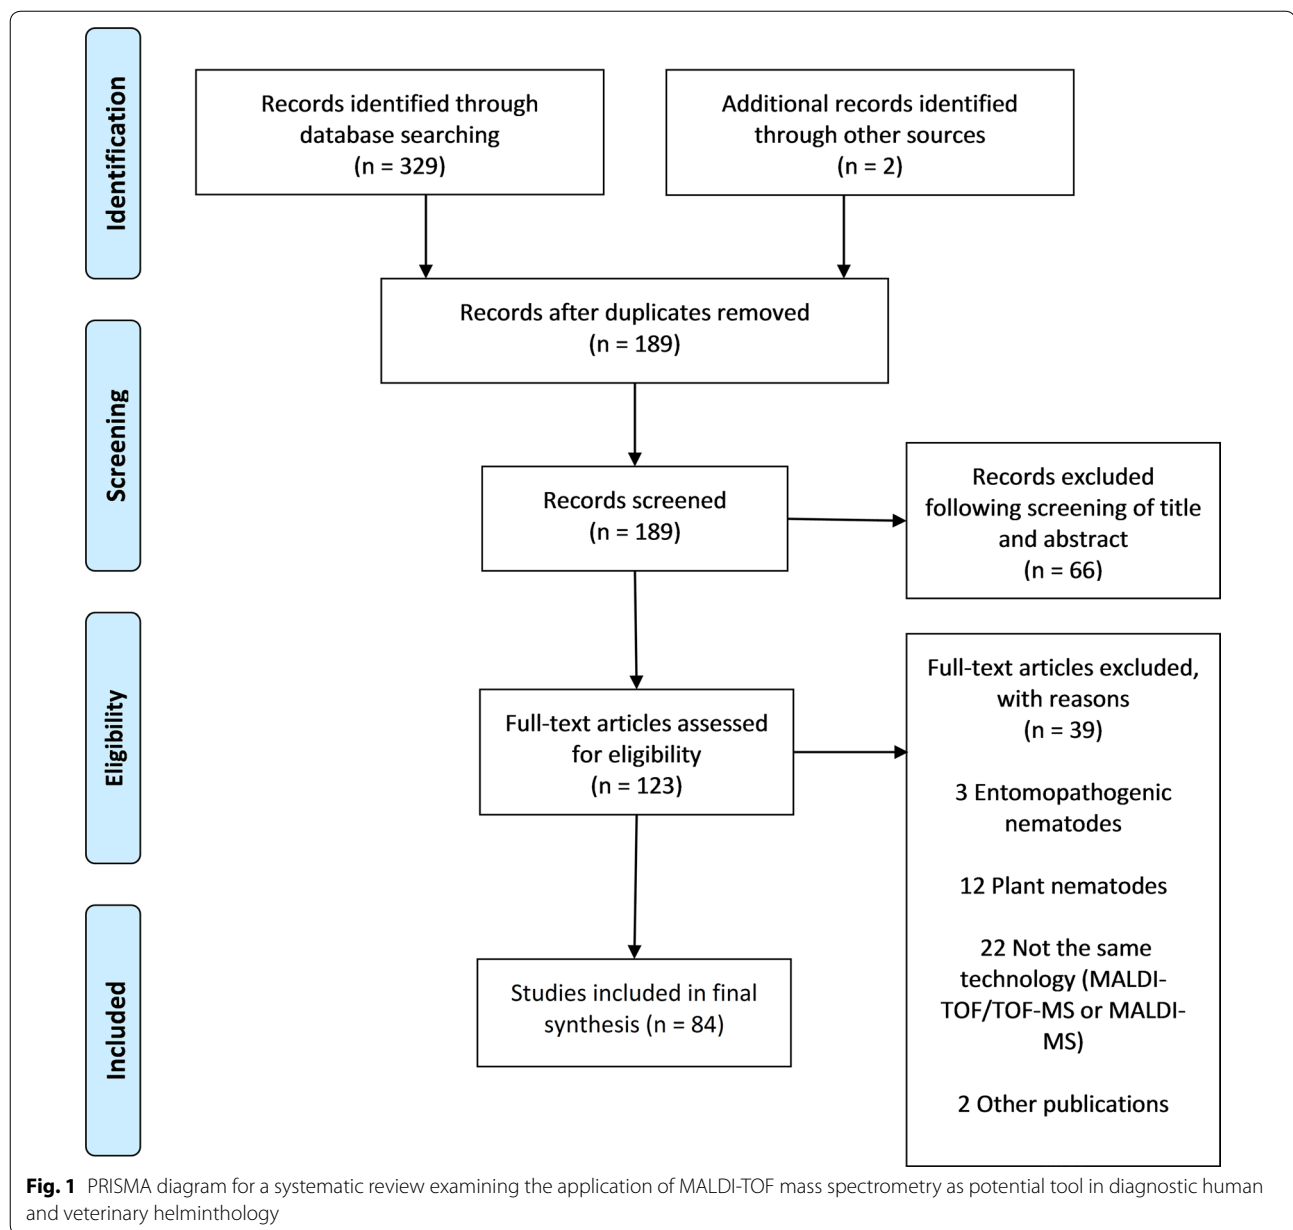 Identification
Records identified through
database searching
(n = 329)
Additional records identified
through other sources
(n = 2)
Records after duplicates removed
(n = 189)
Screening
Records screened
(n = 189)
Records excluded
following screening of title
and abstract
(n = 66)
Eligibility
Full-text articles assessed
for eligibility
(n = 123)
Full-text articles excluded,
with reasons
(n = 39)
3 Entomopathogenic
nematodes
12 Plant nematodes
22 Not the same
technology (MALDI-
TOF/TOF-MS or MALDI-
MS)
2 Other publications
Included
Studies included in final
synthesis (n = 84)
Fig. 1 PRISMA diagram for a systematic review examining the application of MALDI-TOF mass spectrometry as potential tool in diagnostic human
and veterinary helminthology